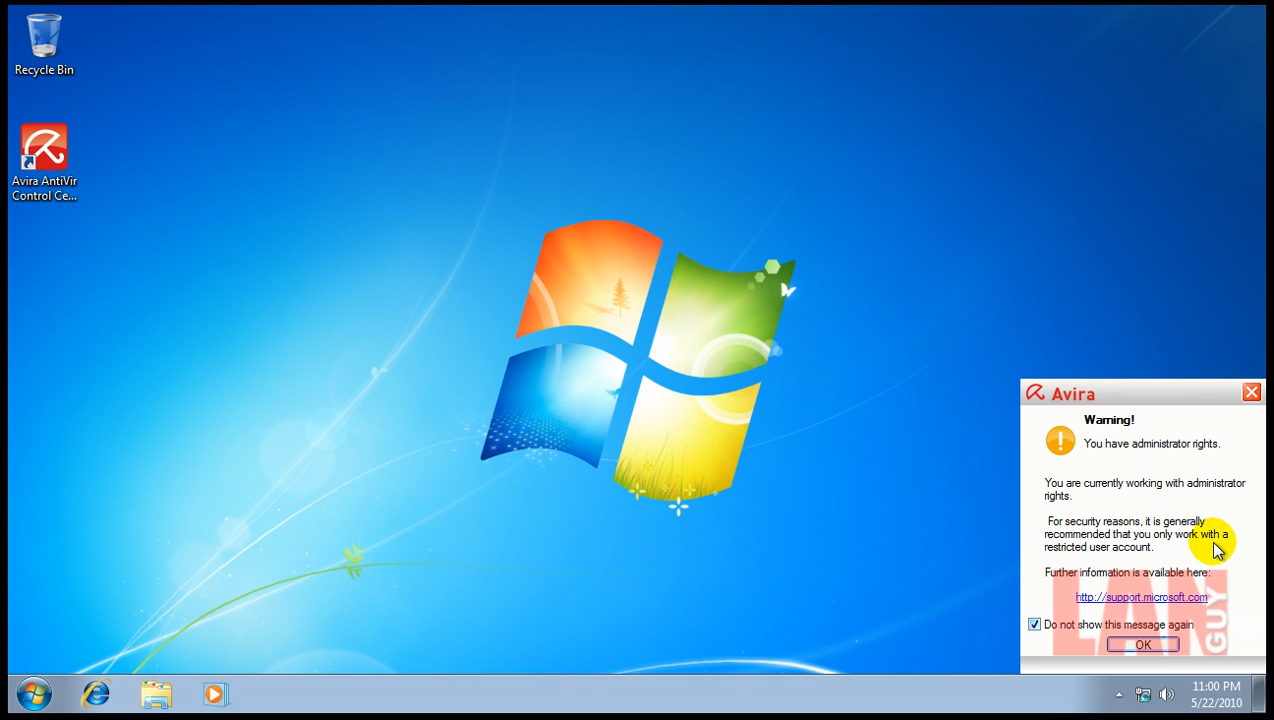 Recycle Bin
Avira AntiVir
Control Ce...
Avira
Warning!
You have administrator rights.
You are currently working with administrator
rights.
For security reasons, it is generally
recommended that you only work with a
restricted user account.
Further information is available here:
http://support.microsoft.com
Do not show this message again
OK
LAN
GUY
11:00 PM
5/22/2010